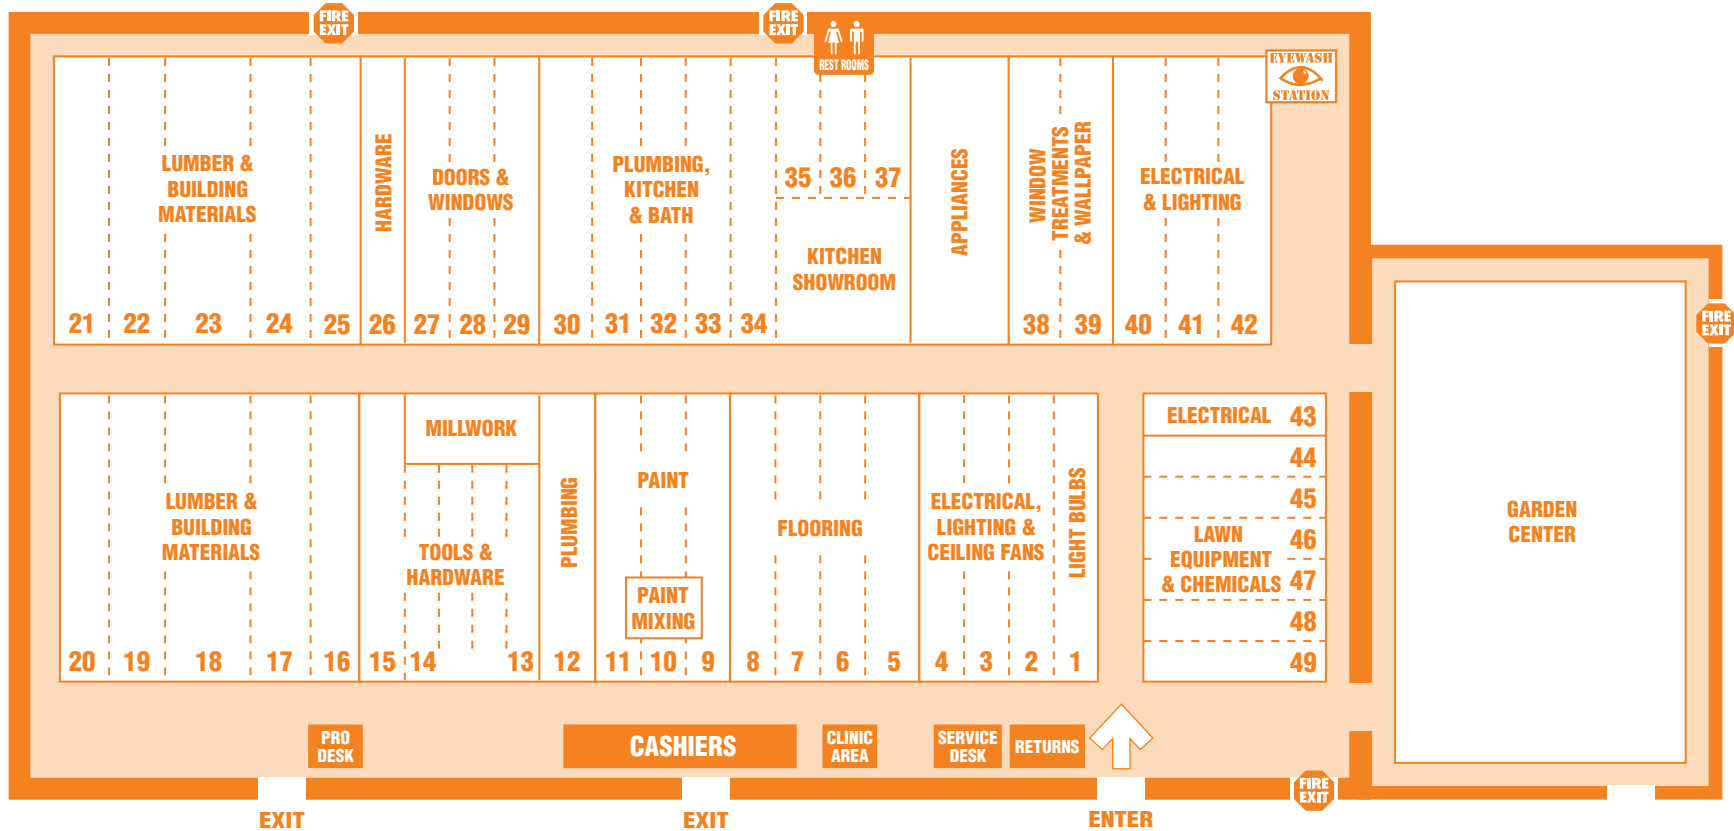 FIRE
EXIT
FIRE
EXIT
REST ROOMS
EYEWASH
STATION
LUMBER &
BUILDING
MATERIALS
HARDWARE
DOORS &
WINDOWS
PLUMBING,
KITCHEN
& BATH
35 36 37
KITCHEN
SHOWROOM
APPLIANCES
WINDOW
TREATMENTS
& WALLPAPER
ELECTRICAL
& LIGHTING
21 22 23 24 25 26 27 28 29 30 31 32 33 34 38 39 40 41 42
FIRE
EXIT
LUMBER &
BUILDING
MATERIALS
MILLWORK
TOOLS &
HARDWARE
PLUMBING
PAINT
PAINT
MIXING
FLOORING
ELECTRICAL,
LIGHTING &
CEILING FANS
LIGHT BULBS
20 19 18 17 16 15 14 13 12 11 10 9 8 7 6 5 4 3 2 1
ELECTRICAL 43
44
45
46
LAWN
EQUIPMENT
& CHEMICALS
47
48
49
GARDEN
CENTER
PRO
DESK
CASHIERS
CLINIC
AREA
SERVICE
DESK
RETURNS
FIRE
EXIT
EXIT
EXIT
ENTER